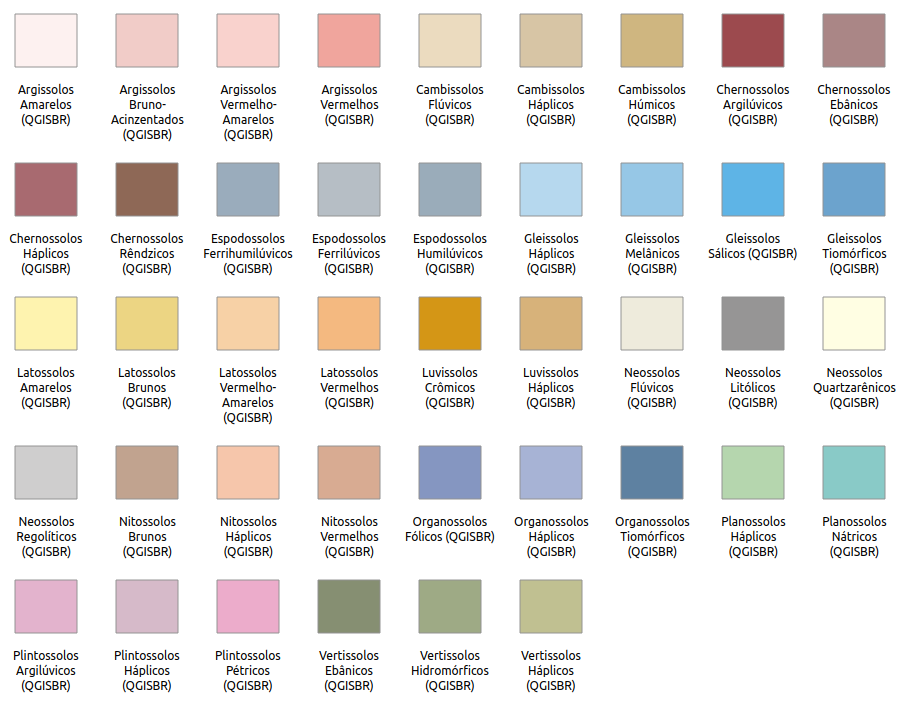 Argissolos
Amarelos
(QGISBR)
Argissolos
Bruno-
Acinzentados
(QGISBR)
Argissolos
Vermelho-
Amarelos
(QGISBR)
Argissolos
Vermelhos
(QGISBR)
Cambissolos
Flúvicos
(QGISBR)
Cambissolos
Háplicos
(QGISBR)
Cambissolos
Húmicos
(QGISBR)
Chernossolos
Argilúvicos
(QGISBR)
Chernossolos
Ebânicos
(QGISBR)
Chernossolos
Háplicos
(QGISBR)
Chernossolos
Rêndzicos
(QGISBR)
Espodossolos
Ferrihumilúvicos
(QGISBR)
Espodossolos
Ferrilúvicos
(QGISBR)
Espodossolos
Humilúvicos
(QGISBR)
Gleissolos
Háplicos
(QGISBR)
Gleissolos
Melânicos
(QGISBR)
Gleissolos
Sálicos (QGISBR)
Gleissolos
Tiomórficos
(QGISBR)
Latossolos
Amarelos
(QGISBR)
Latossolos
Brunos
(QGISBR)
Latossolos
Vermelho-
Amarelos
(QGISBR)
Latossolos
Vermelhos
(QGISBR)
Luvissolos
Crômicos
(QGISBR)
Luvissolos
Háplicos
(QGISBR)
Neossolos
Flúvicos
(QGISBR)
Neossolos
Litólicos
(QGISBR)
Neossolos
Quartzarênicos
(QGISBR)
Neossolos
Regolíticos
(QGISBR)
Nitossolos
Brunos
(QGISBR)
Nitossolos
Háplicos
(QGISBR)
Nitossolos
Vermelhos
(QGISBR)
Organossolos
Fólicos (QGISBR)
Organossolos
Háplicos
(QGISBR)
Organossolos
Tiomórficos
(QGISBR)
Planossolos
Háplicos
(QGISBR)
Planossolos
Nátricos
(QGISBR)
Plintossolos
Argilúvicos
(QGISBR)
Plintossolos
Háplicos
(QGISBR)
Plintossolos
Pétricos
(QGISBR)
Vertissolos
Ebânicos
(QGISBR)
Vertissolos
Hidromórficos
(QGISBR)
Vertissolos
Háplicos
(QGISBR)